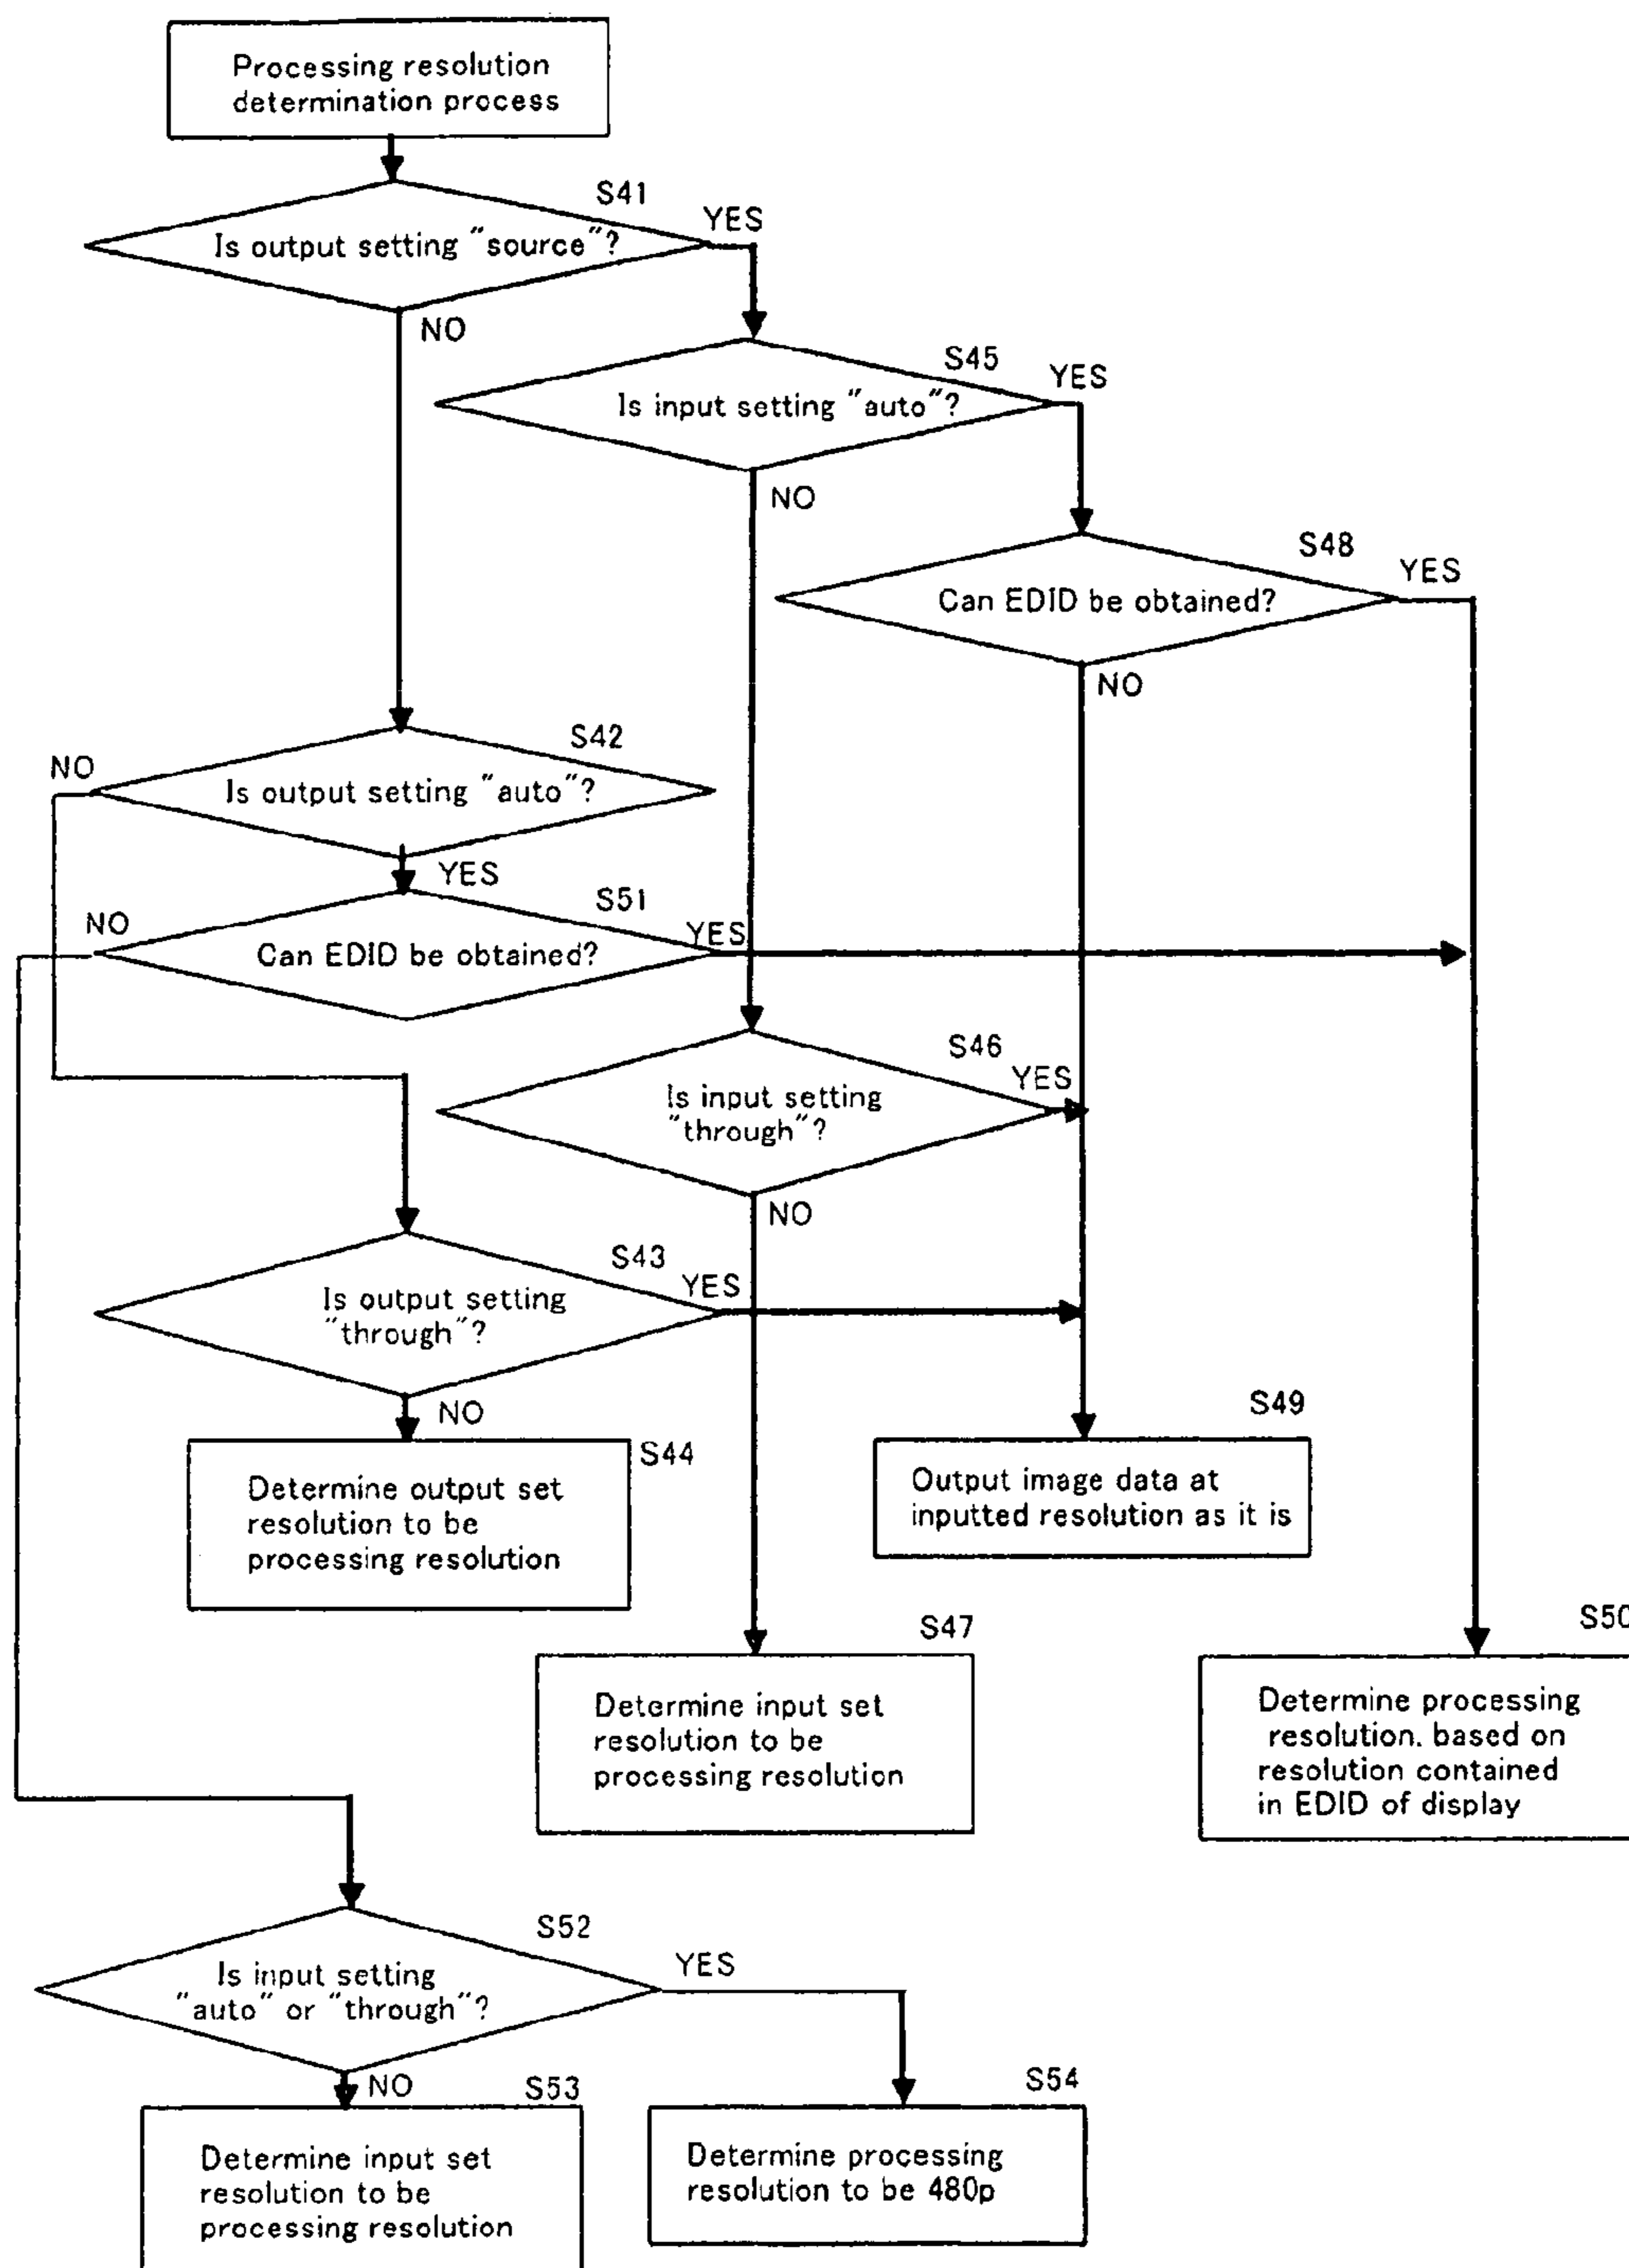 Processing resolution
determination process
S41
YES
Is output setting "source"?
NO
S45
YES
Is input setting "auto"?
NO
S48
YES
Can EDID be obtained?
NO
S42
NO
Is output setting "auto"?
YES
S51
NO
YES
Can EDID be obtained?
S46
YES
Is input setting
"through"?
NO
S43
YES
Is output setting
"through"?
NO
S44
Determine output set
resolution to be
processing resolution
S49
Output image data at
inputted resolution as it is
S47
Determine input set
resolution to be
processing resolution
S50
Determine processing
resolution. based on
resolution contained
in EDID of display
S52
YES
Is input setting
"auto" or "through"?
NO
S53
Determine input set
resolution to be
processing resolution
S54
Determine processing
resolution to be 480p